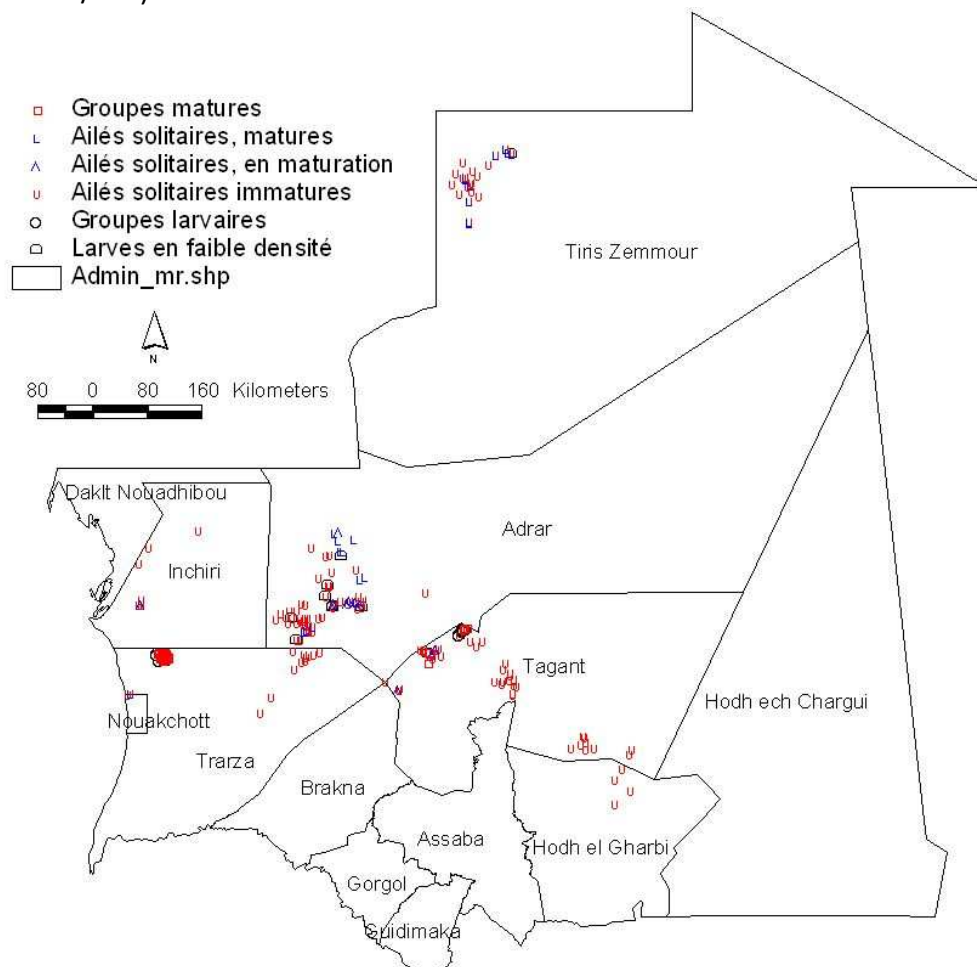 Groupes matures
Ailés solitaires, matures
Ailés solitaires, en maturation
Ailés solitaires immatures
Groupes larvaires
Larves en faible densité
Admin_mr.shp
N
80 0 80 160 Kilometers
Tiris Zemmour
Daklt Nouadhibou
Adrar
Inchiri
Tagant
Hodh ech Chargui
Nouakchott
Trarza
Brakna
Assaba
Hodh el Gharbi
Gorgol
Guidimaka